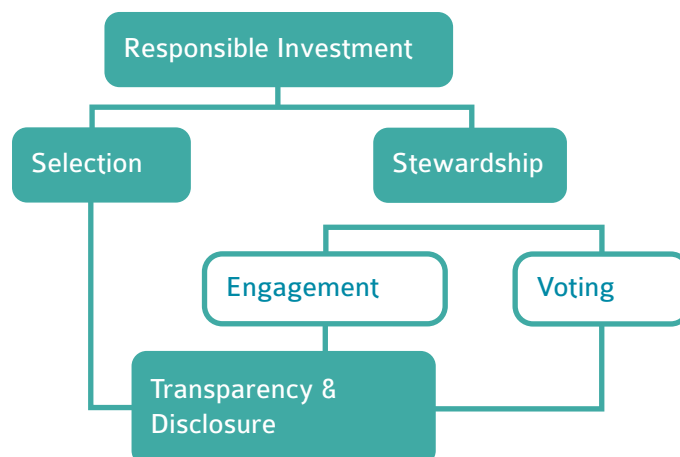 Responsible Investment
Selection
Stewardship
Engagement
Voting
Transparency &
Disclosure